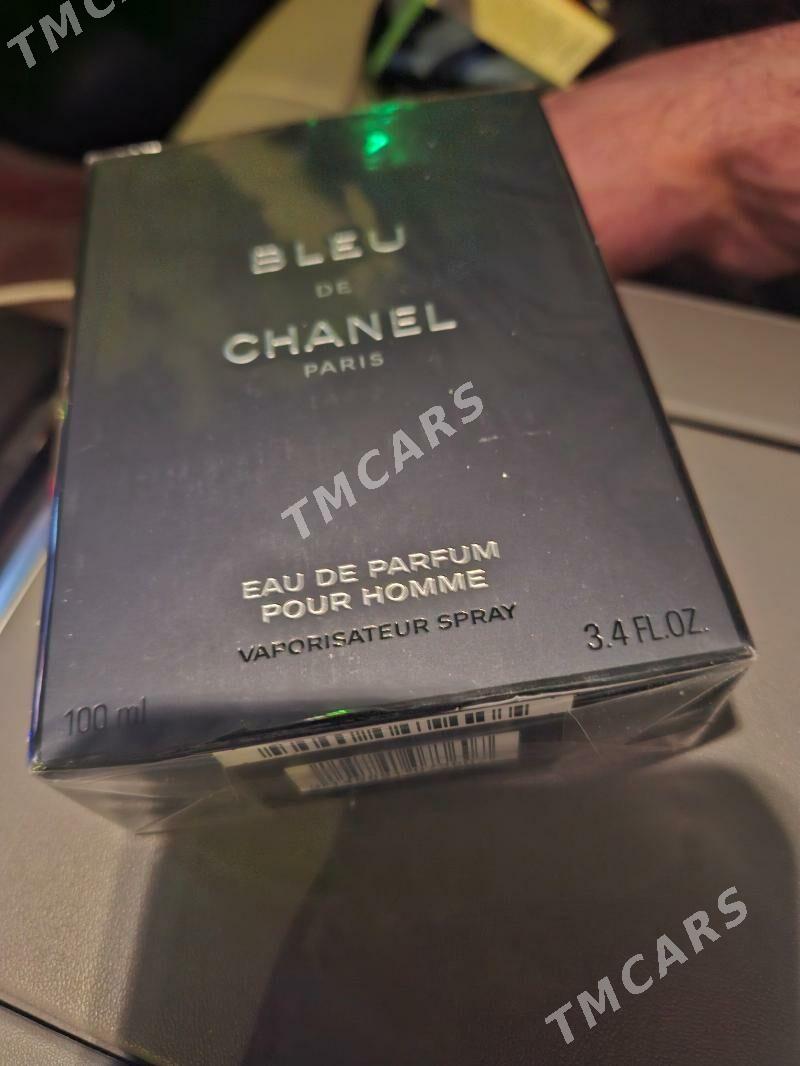 TMCARS
BLEU
DE
CHANEL
PARIS
TMCARS
EAU DE PARFUM
POUR HOMME
VAPORISATEUR SPRAY
3.4 FL.OZ.
100 ml
TMCARS